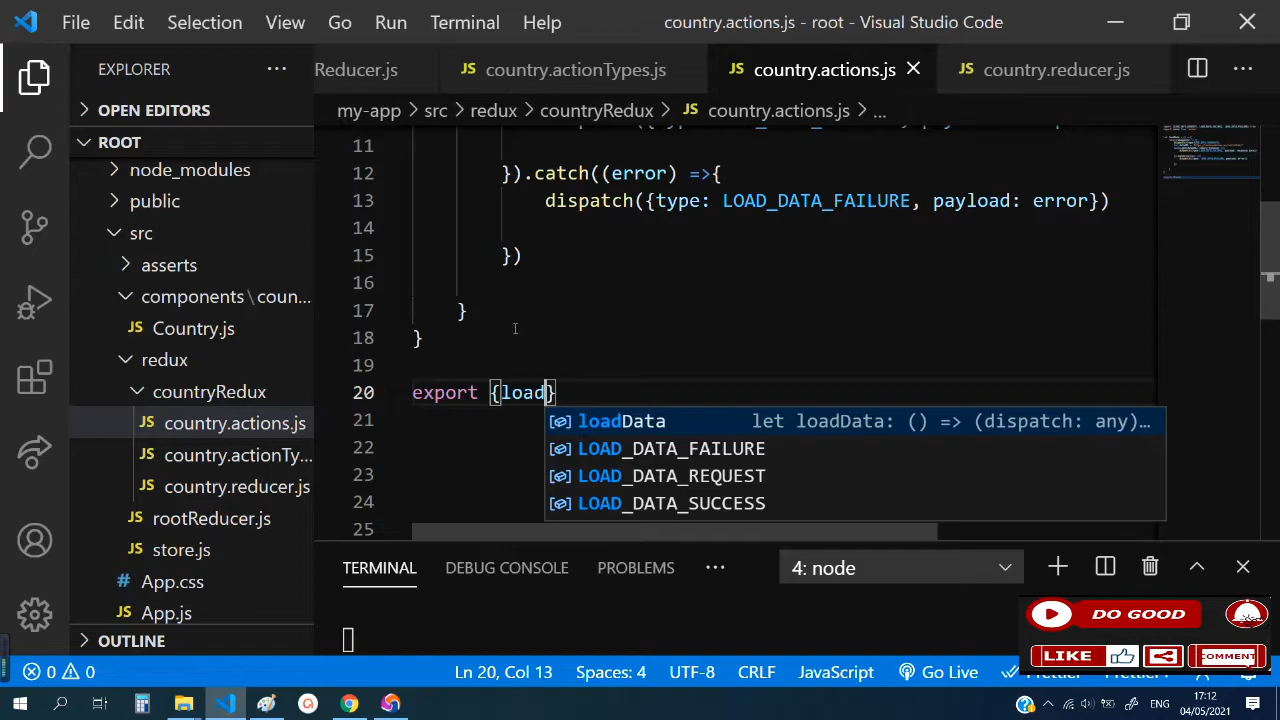 File Edit Selection View Go Run Terminal Help country.actions.js - root - Visual Studio Code
EXPLORER
Reducer.js country.actionTypes.js country.actions.js country.reducer.js
my-app > src > redux > countryRedux > country.actions.js > ...
OPEN EDITORS
ROOT
node_modules
public
src
asserts
components\coun...
Country.js
redux
countryRedux
country.actions.js
country.actionTy...
country.reducer.js
rootReducer.js
store.js
App.css
App.js
OUTLINE
11
12 }).catch((error) =>{
13 dispatch({type: LOAD_DATA_FAILURE, payload: error})
14
15 })
16
17 }
18 }
19
20 export {load}
21
22
23
24
25
loadData let loadData: () => (dispatch: any)…
LOAD_DATA_FAILURE
LOAD_DATA_REQUEST
LOAD_DATA_SUCCESS
TERMINAL DEBUG CONSOLE PROBLEMS ... 4: node
DO GOOD
LIKE COMMENT
0 0 Ln 20, Col 13 Spaces: 4 UTF-8 CRLF JavaScript Go Live
ENG 17:12
04/05/2021